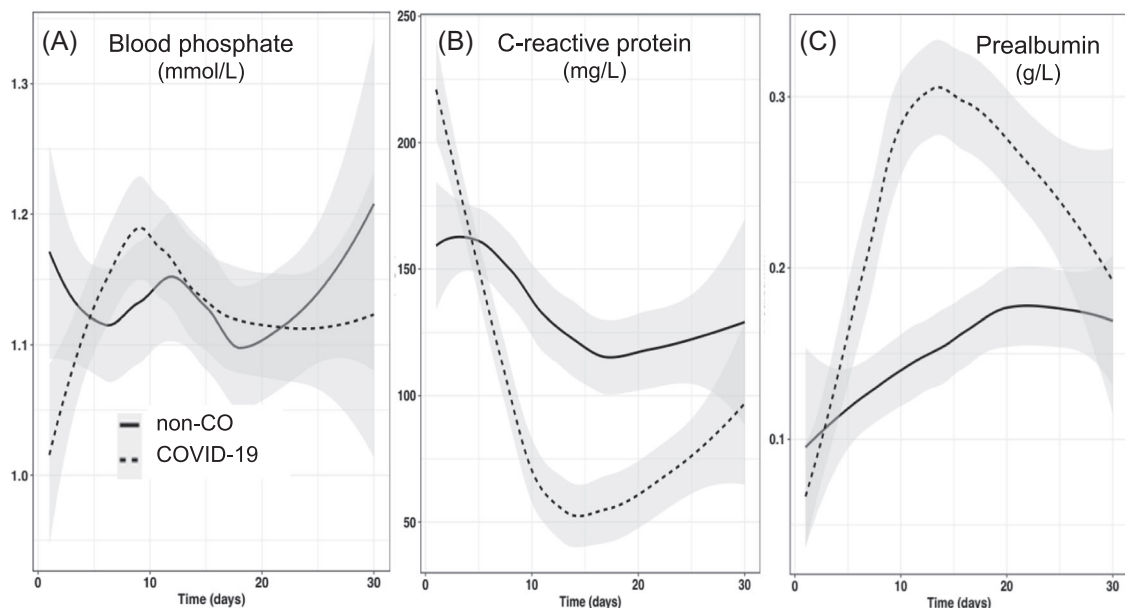 (A) Blood phosphate
(mmol/L)
1.3
1.2
1.1
1.0
non-CO
COVID-19
0 10 20 30
Time (days)
(B) C-reactive protein
(mg/L)
250
200
150
100
50
0 10 20 30
Time (days)
(C) Prealbumin
(g/L)
0.3
0.2
0.1
0 10 20 30
Time (days)